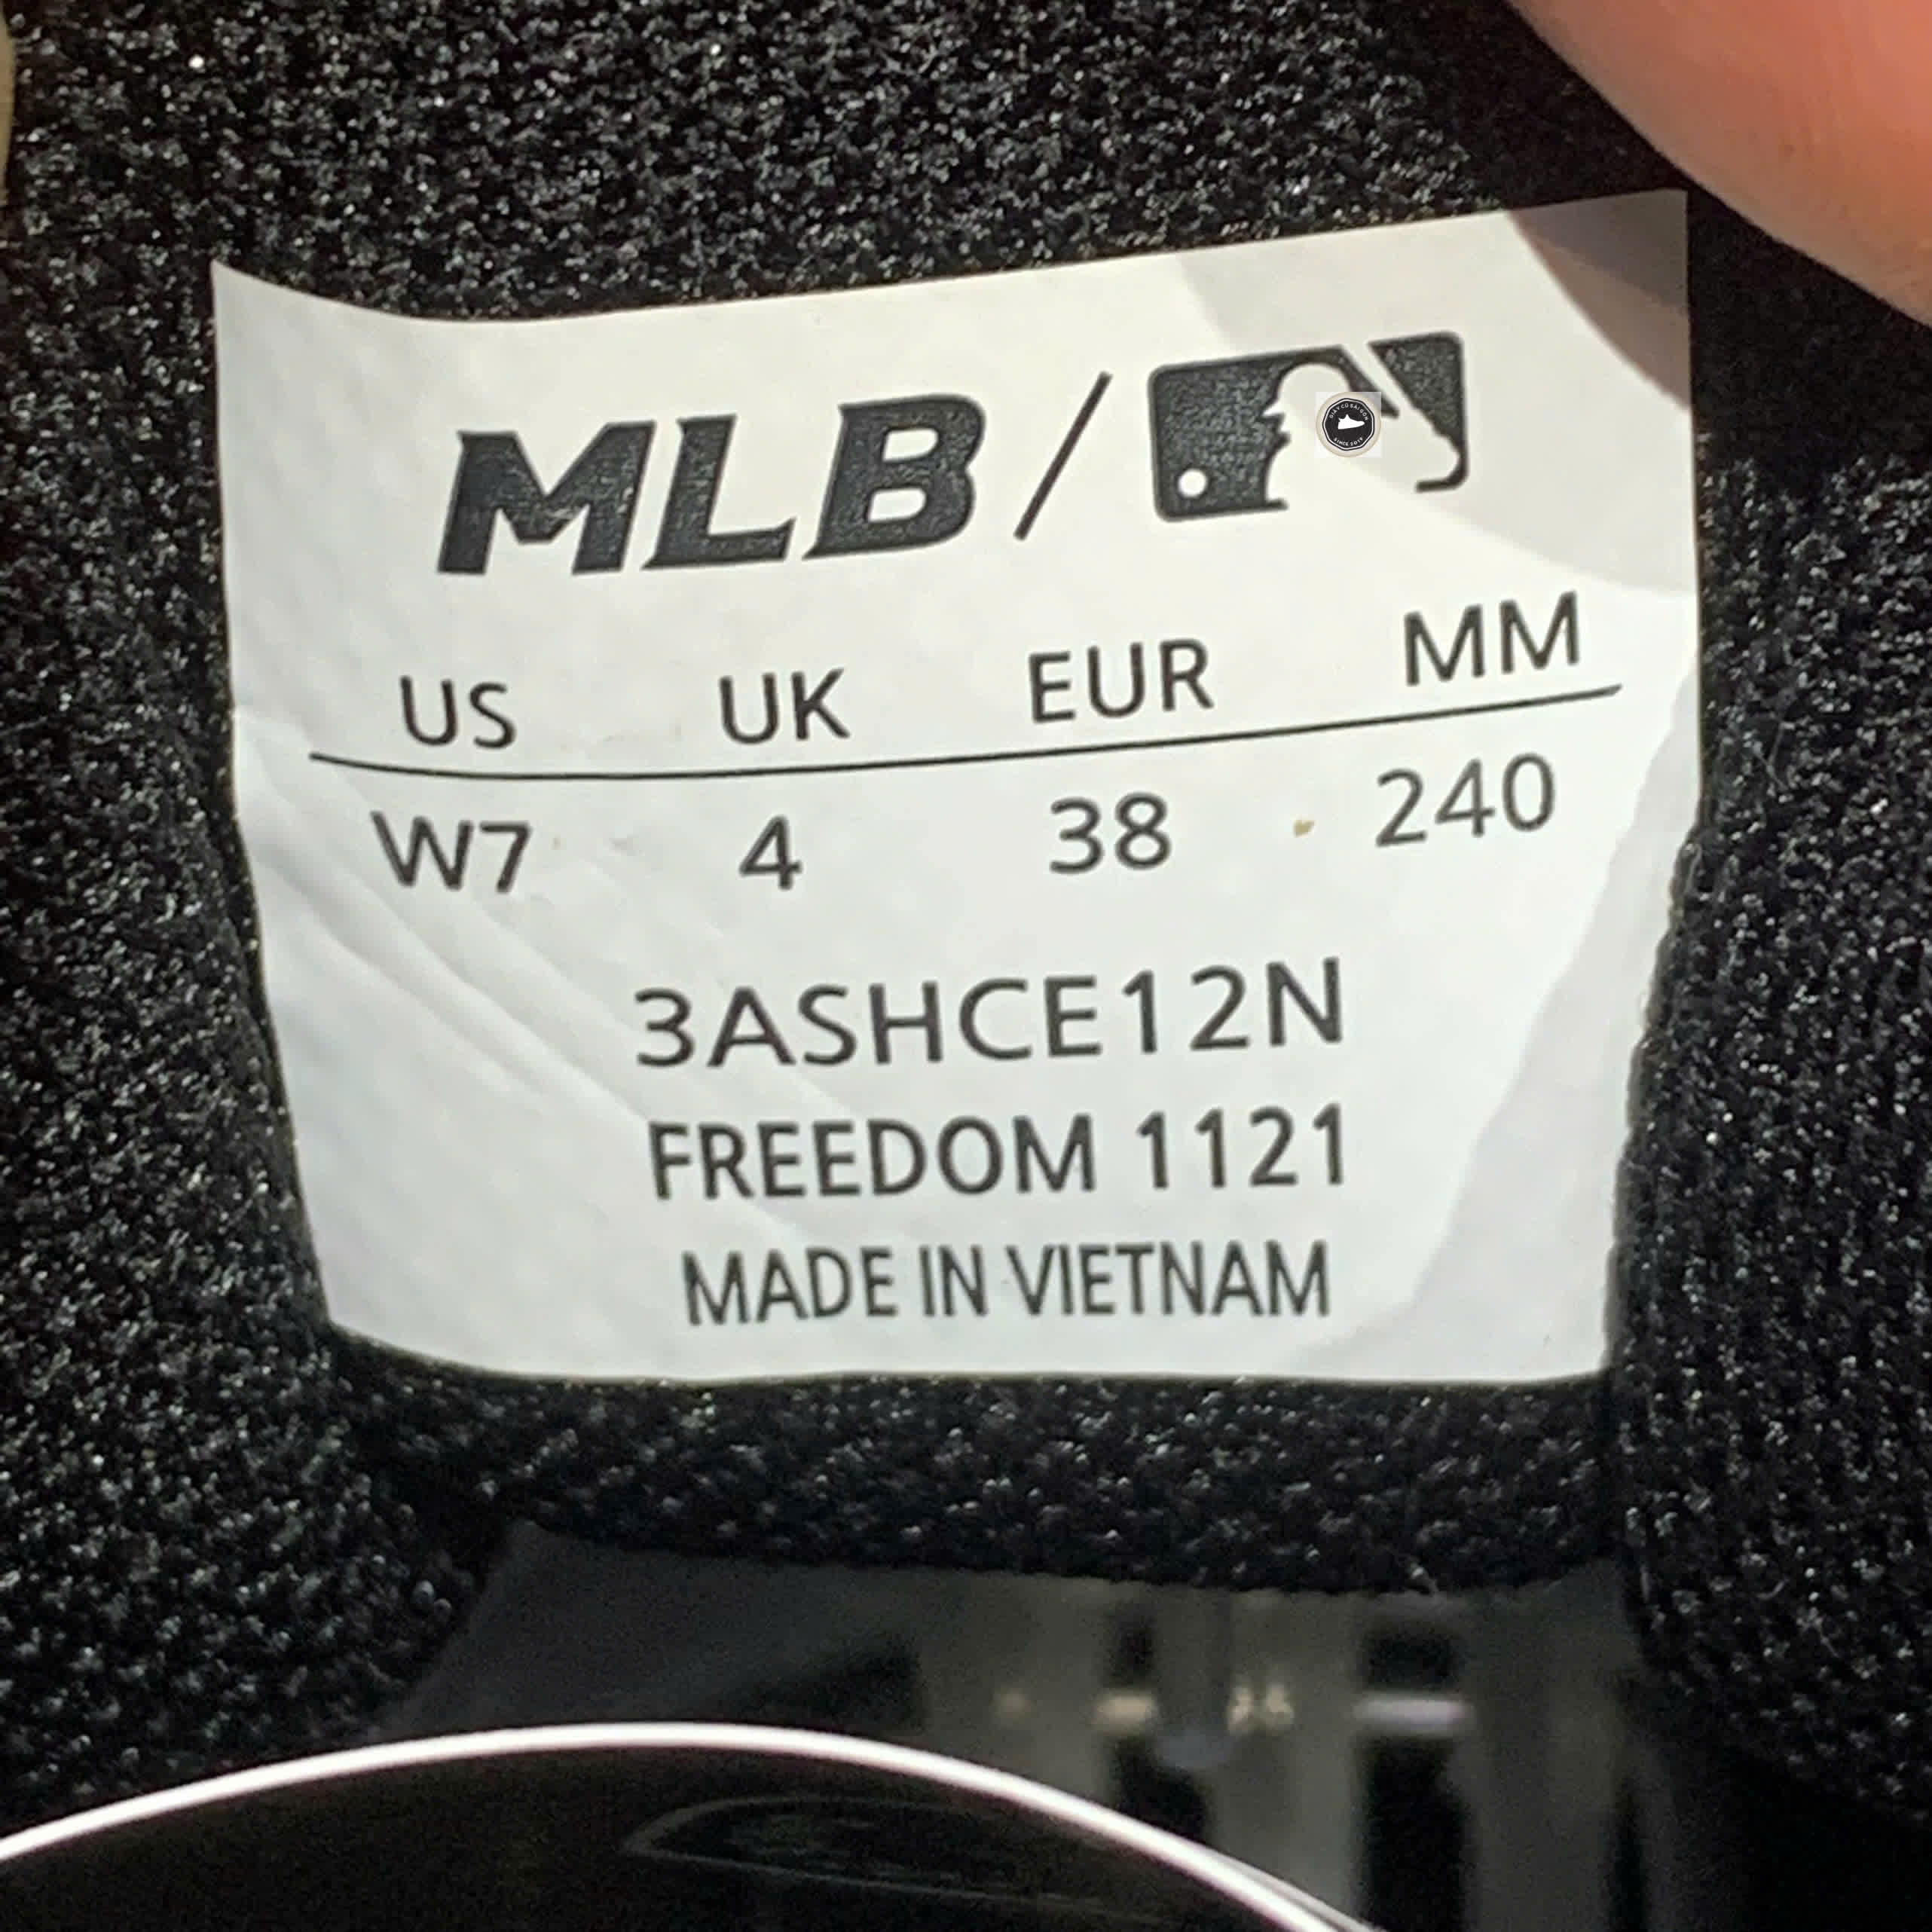 MLB /
US UK EUR MM
W7 4 38 240
3ASHCE12N
FREEDOM 1121
MADE IN VIETNAM